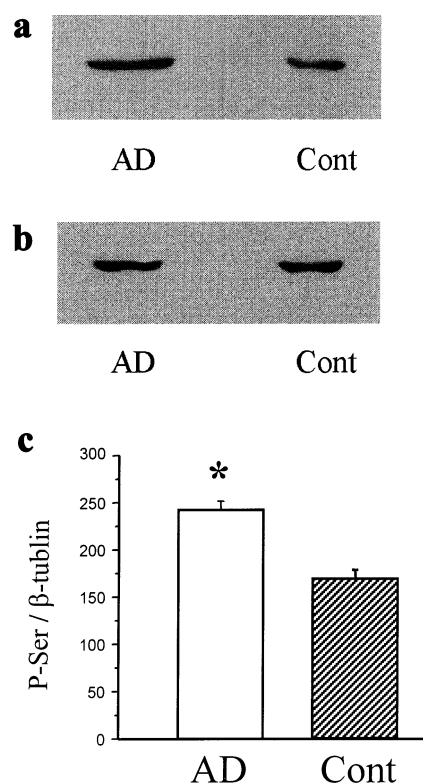 a
AD Cont
b
AD Cont
c
300
250
200
150
100
50
0
P-Ser / β-tublin
*
AD Cont